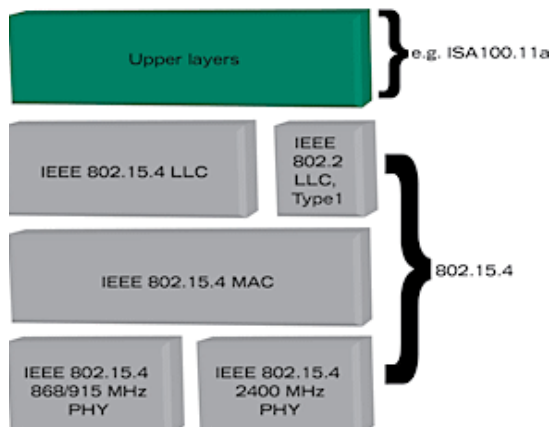 Upper layers
e.g. ISA100.11a
IEEE 802.15.4 LLC
IEEE
802.2
LLC,
Type1
IEEE 802.15.4 MAC
802.15.4
IEEE 802.15.4
868/915 MHz
PHY
IEEE 802.15.4
2400 MHz
PHY